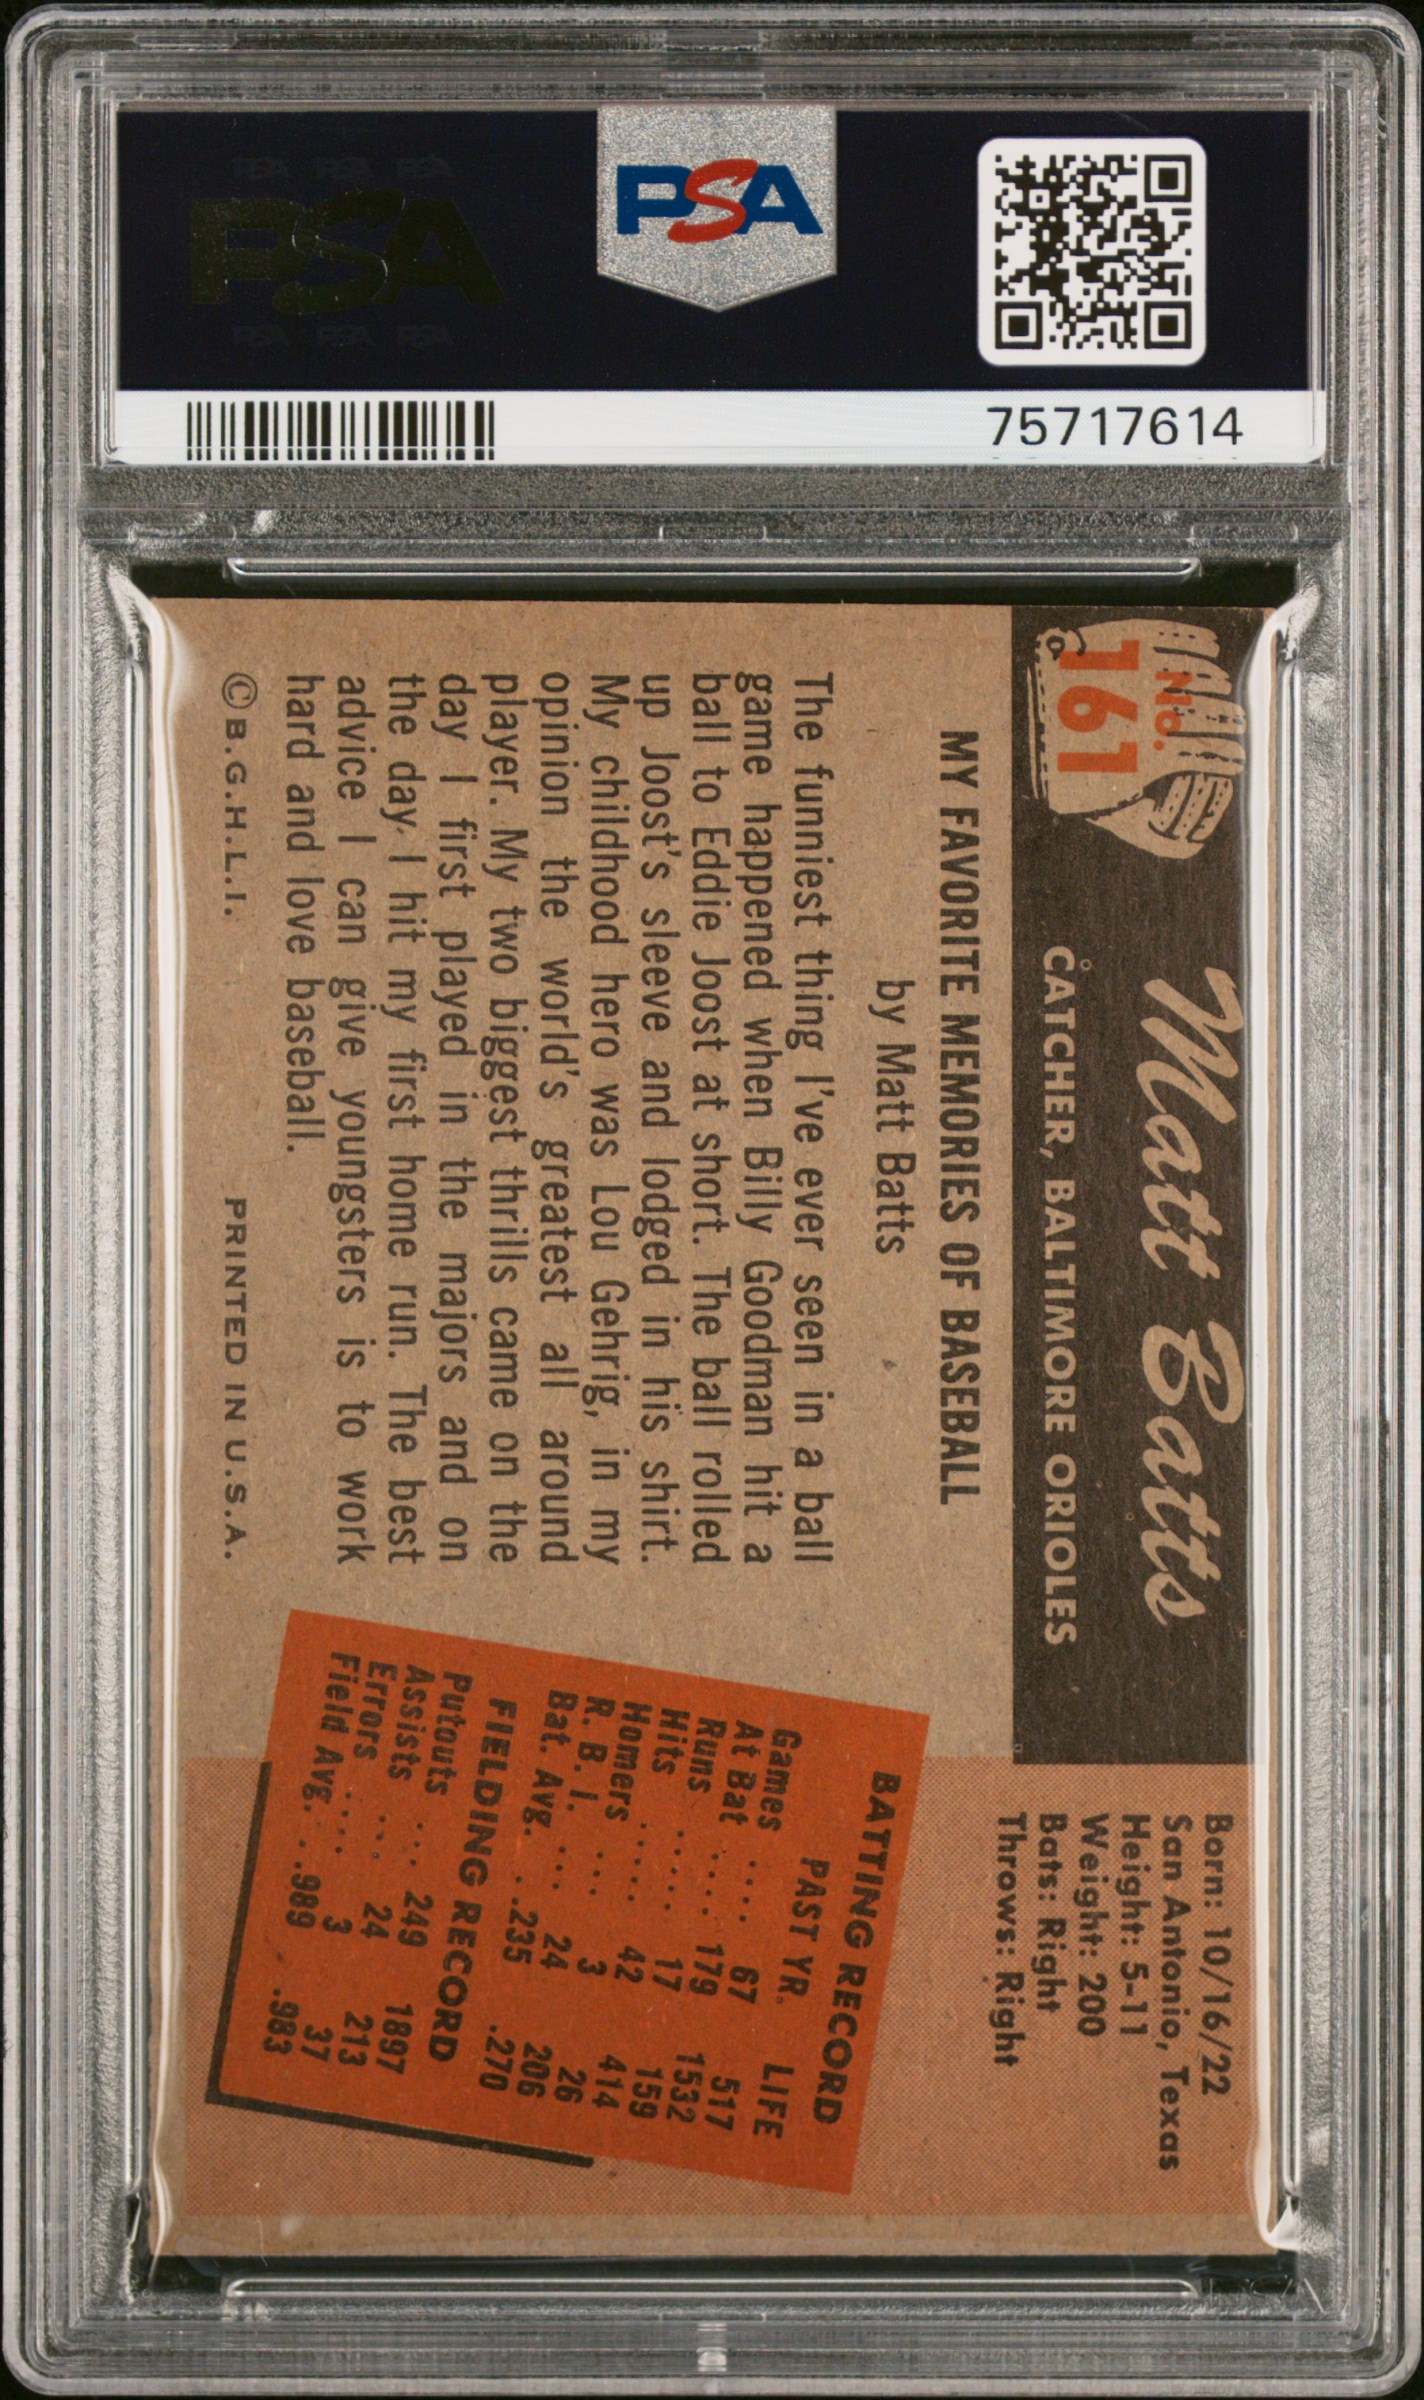 PSA PSA PSA
PSA
PSA PSA PSA
PSA
75717614
No.
161
Matt Batts
CATCHER, BALTIMORE ORIOLES
Born: 10/16/22
San Antonio, Texas
Height: 5-11
Weight: 200
Bats: Right
Throws: Right
MY FAVORITE MEMORIES OF BASEBALL
by Matt Batts
The funniest thing I've ever seen in a ball
game happened when Billy Goodman hit a
ball to Eddie Joost at short. The ball rolled
up Joost's sleeve and lodged in his shirt.
My childhood hero was Lou Gehrig, in my
opinion the world's greatest all around
player. My two biggest thrills came on the
day I first played in the majors and on
the day I hit my first home run. The best
advice I can give youngsters is to work
hard and love baseball.
© B.G.H.L.I. PRINTED IN U.S.A.
BATTING RECORD
PAST YR. LIFE
Games .... 67 517
At Bat .... 179 1532
Runs ..... 17 159
Hits ..... 42 414
Homers ... 3 26
R. B. I. ... 24 206
Bat. Avg. . .235 .270
FIELDING RECORD
Putouts ... 249 1897
Assists ... 24 213
Errors .... 3 37
Field Avg. . .989 .983
PSA